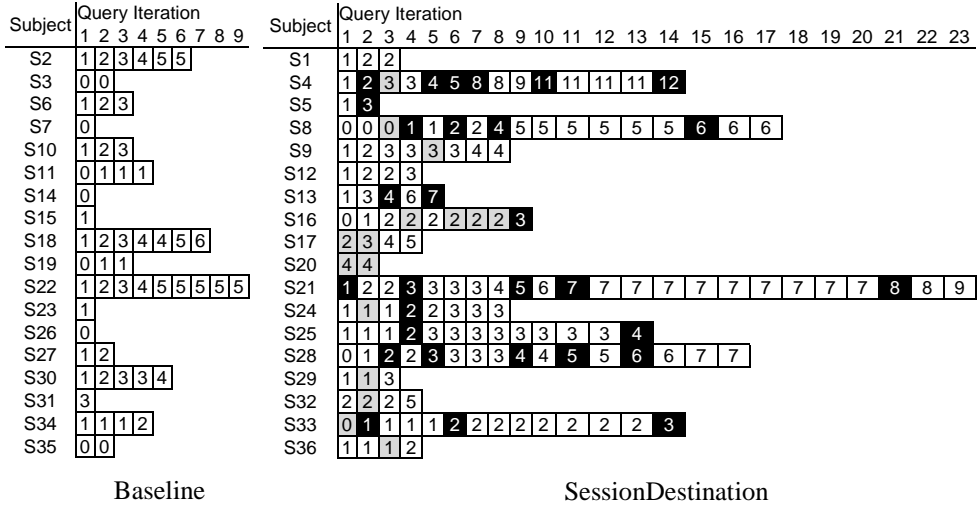 Subject Query Iteration
1 2 3 4 5 6 7 8 9
S2 1 2 3 4 5 5
S3 0 0
S6 1 2 3
S7 0
S10 1 2 3
S11 0 1 1 1
S14 0
S15 1
S18 1 2 3 4 4 5 6
S19 0 1 1
S22 1 2 3 4 5 5 5 5 5
S23 1
S26 0
S27 1 2
S30 1 2 3 3 4
S31 3
S34 1 1 1 2
S35 0 0
Baseline
Subject Query Iteration
1 2 3 4 5 6 7 8 9 10 11 12 13 14 15 16 17 18 19 20 21 22 23
S1 1 2 2
S4 1 2 3 3 4 5 8 8 9 11 11 11 11 12
S5 1 3
S8 0 0 0 1 1 2 2 4 5 5 5 5 5 5 6 6 6
S9 1 2 3 3 3 3 4 4
S12 1 2 2 3
S13 1 3 4 6 7
S16 0 1 2 2 2 2 2 2 3
S17 2 3 4 5
S20 4 4
S21 1 2 2 3 3 3 3 4 5 6 7 7 7 7 7 7 7 7 7 7 8 8 9
S24 1 1 1 2 2 3 3 3
S25 1 1 1 2 3 3 3 3 3 3 3 3 4
S28 0 1 2 2 3 3 3 3 4 4 5 5 6 6 7 7
S29 1 1 3
S32 2 2 2 5
S33 0 1 1 1 1 2 2 2 2 2 2 2 2 3
S36 1 1 1 2
SessionDestination